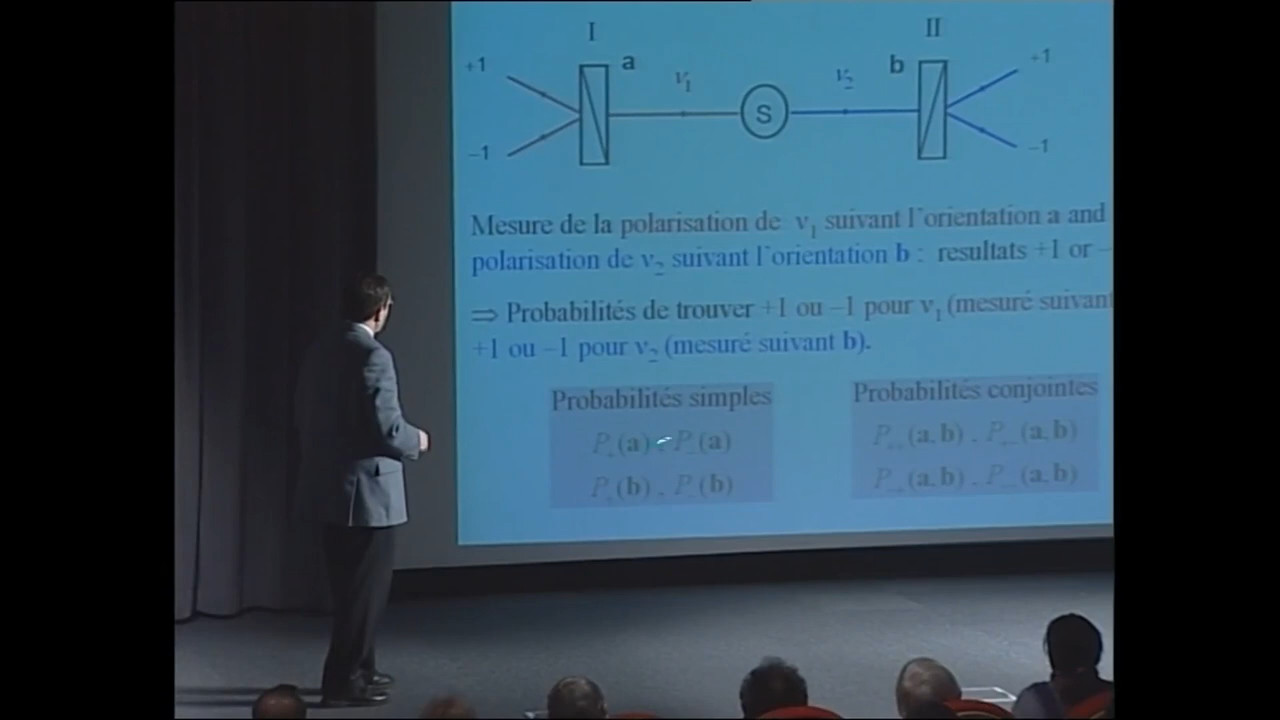 I II
+1 a ν₁ ν₂ b +1
S
–1 –1
Mesure de la polarisation de ν₁ suivant l'orientation a and
polarisation de ν₂ suivant l'orientation b : resultats +1 or –
⇒ Probabilités de trouver +1 ou –1 pour ν₁ (mesuré suivant
+1 ou –1 pour ν₂ (mesuré suivant b).
Probabilités simples
P₊(a) , P₋(a)
P₊(b) , P₋(b)
Probabilités conjointes
P₊₊(a,b) , P₊₋(a,b)
P₋₊(a,b) , P₋₋(a,b)